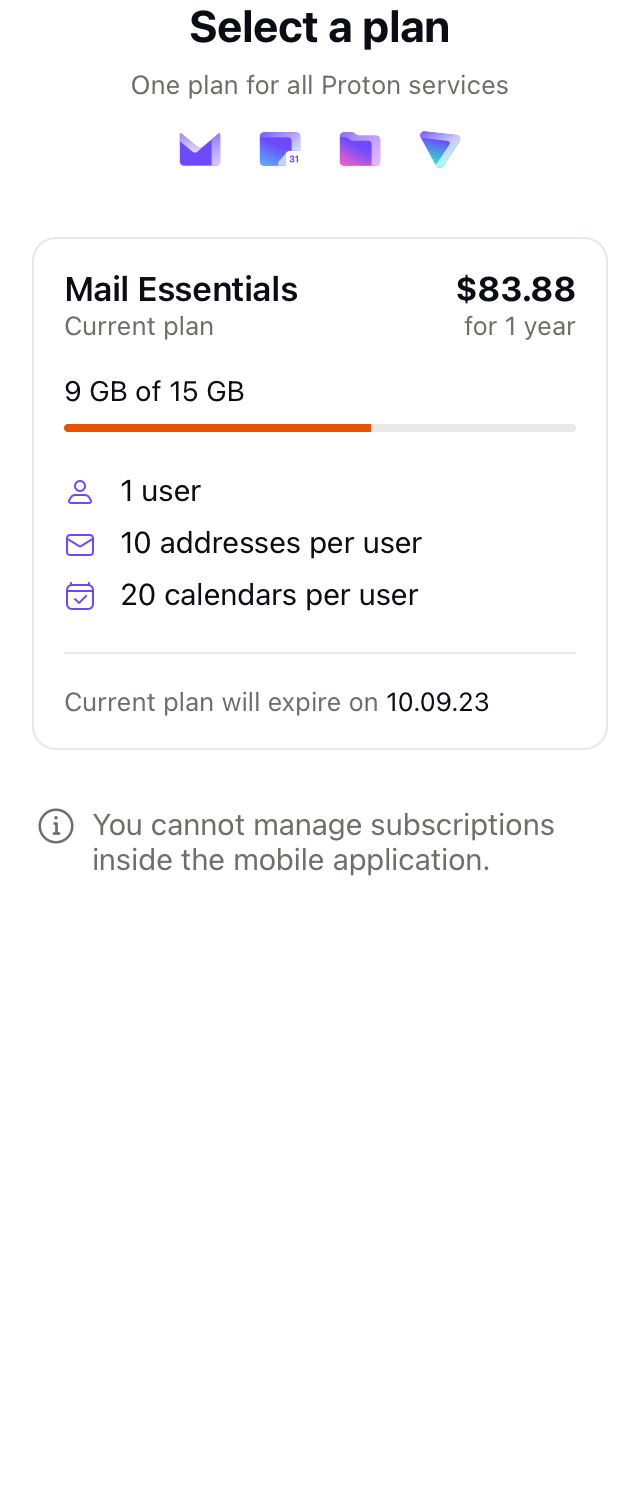 Select a plan
One plan for all Proton services
31
Mail Essentials
$83.88
Current plan
for 1 year
9 GB of 15 GB
1 user
10 addresses per user
20 calendars per user
Current plan will expire on 10.09.23
You cannot manage subscriptions
inside the mobile application.